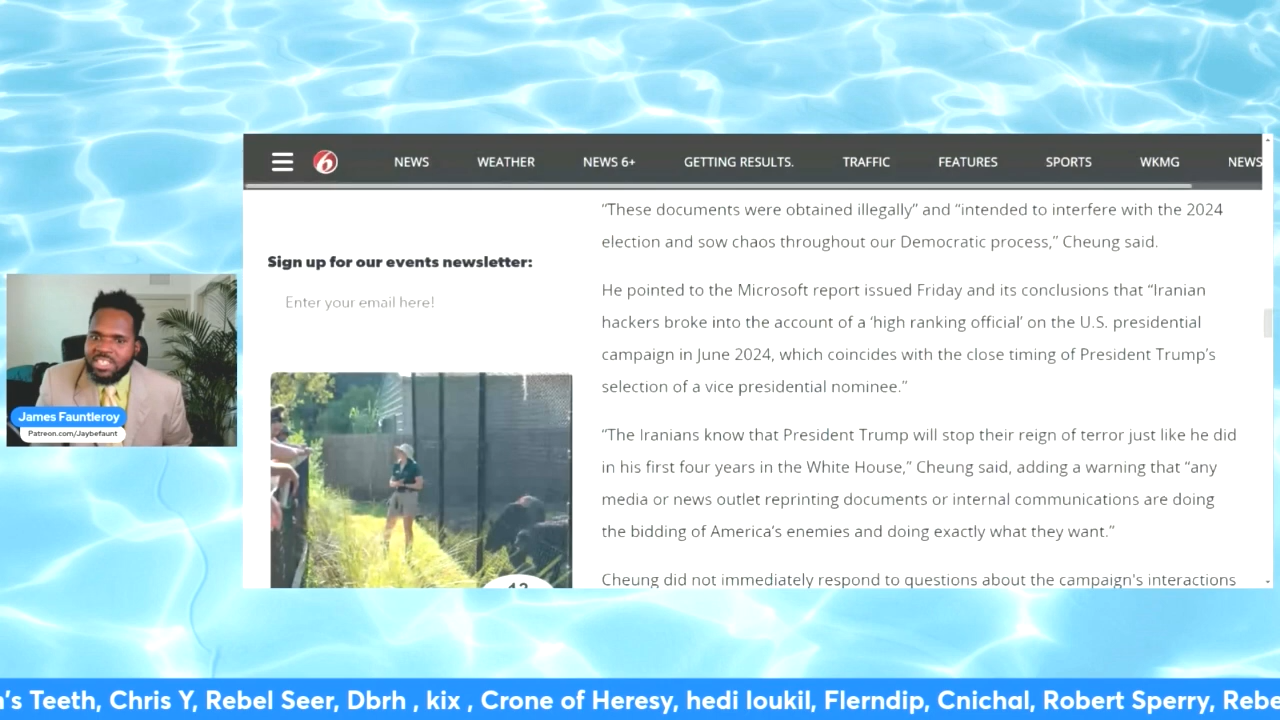 6
NEWS
WEATHER
NEWS 6+
GETTING RESULTS.
TRAFFIC
FEATURES
SPORTS
WKMG
NEWS
Sign up for our events newsletter:
Enter your email here!
“These documents were obtained illegally” and “intended to interfere with the 2024
election and sow chaos throughout our Democratic process,” Cheung said.
He pointed to the Microsoft report issued Friday and its conclusions that “Iranian
hackers broke into the account of a ‘high ranking official’ on the U.S. presidential
campaign in June 2024, which coincides with the close timing of President Trump’s
selection of a vice presidential nominee.”
“The Iranians know that President Trump will stop their reign of terror just like he did
in his first four years in the White House,” Cheung said, adding a warning that “any
media or news outlet reprinting documents or internal communications are doing
the bidding of America’s enemies and doing exactly what they want.”
Cheung did not immediately respond to questions about the campaign's interactions
James Fauntleroy
Patreon.com/Jaybefaunt
's Teeth, Chris Y, Rebel Seer, Dbrh , kix , Crone of Heresy, hedi loukil, Flerndip, Cnichal, Robert Sperry, Rebe